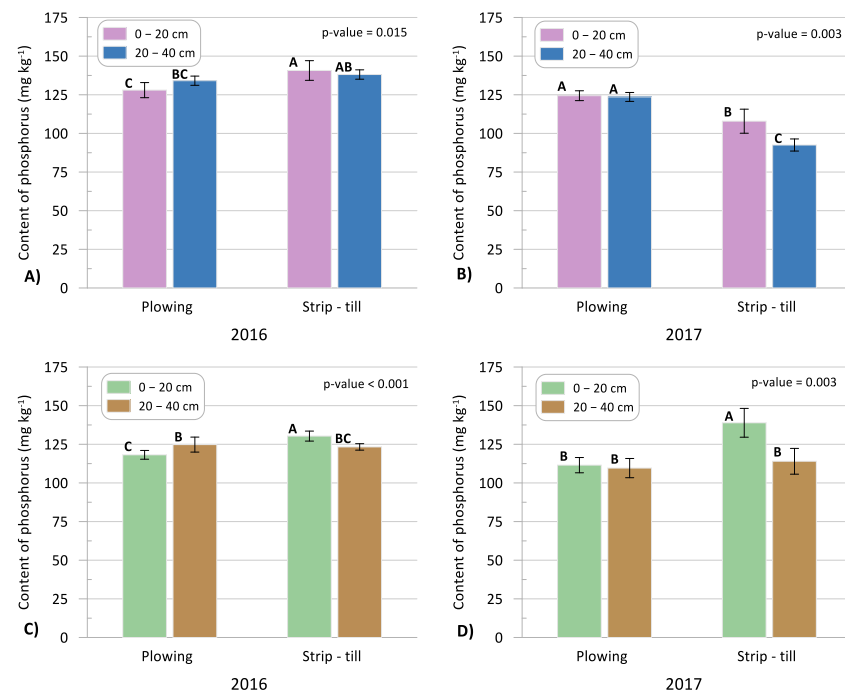 175
150
125
100
75
50
25
0
Content of phosphorus (mg kg⁻¹)
0 – 20 cm
20 – 40 cm
p-value = 0.015
C
BC
A
AB
A)
Plowing
Strip - till
2016
175
150
125
100
75
50
25
0
Content of phosphorus (mg kg⁻¹)
0 – 20 cm
20 – 40 cm
p-value = 0.003
A
A
B
C
B)
Plowing
Strip - till
2017
175
150
125
100
75
50
25
0
Content of phosphorus (mg kg⁻¹)
0 – 20 cm
20 – 40 cm
p-value < 0.001
C
B
A
BC
C)
Plowing
Strip - till
2016
175
150
125
100
75
50
25
0
Content of phosphorus (mg kg⁻¹)
0 – 20 cm
20 – 40 cm
p-value = 0.003
B
B
A
B
D)
Plowing
Strip - till
2017